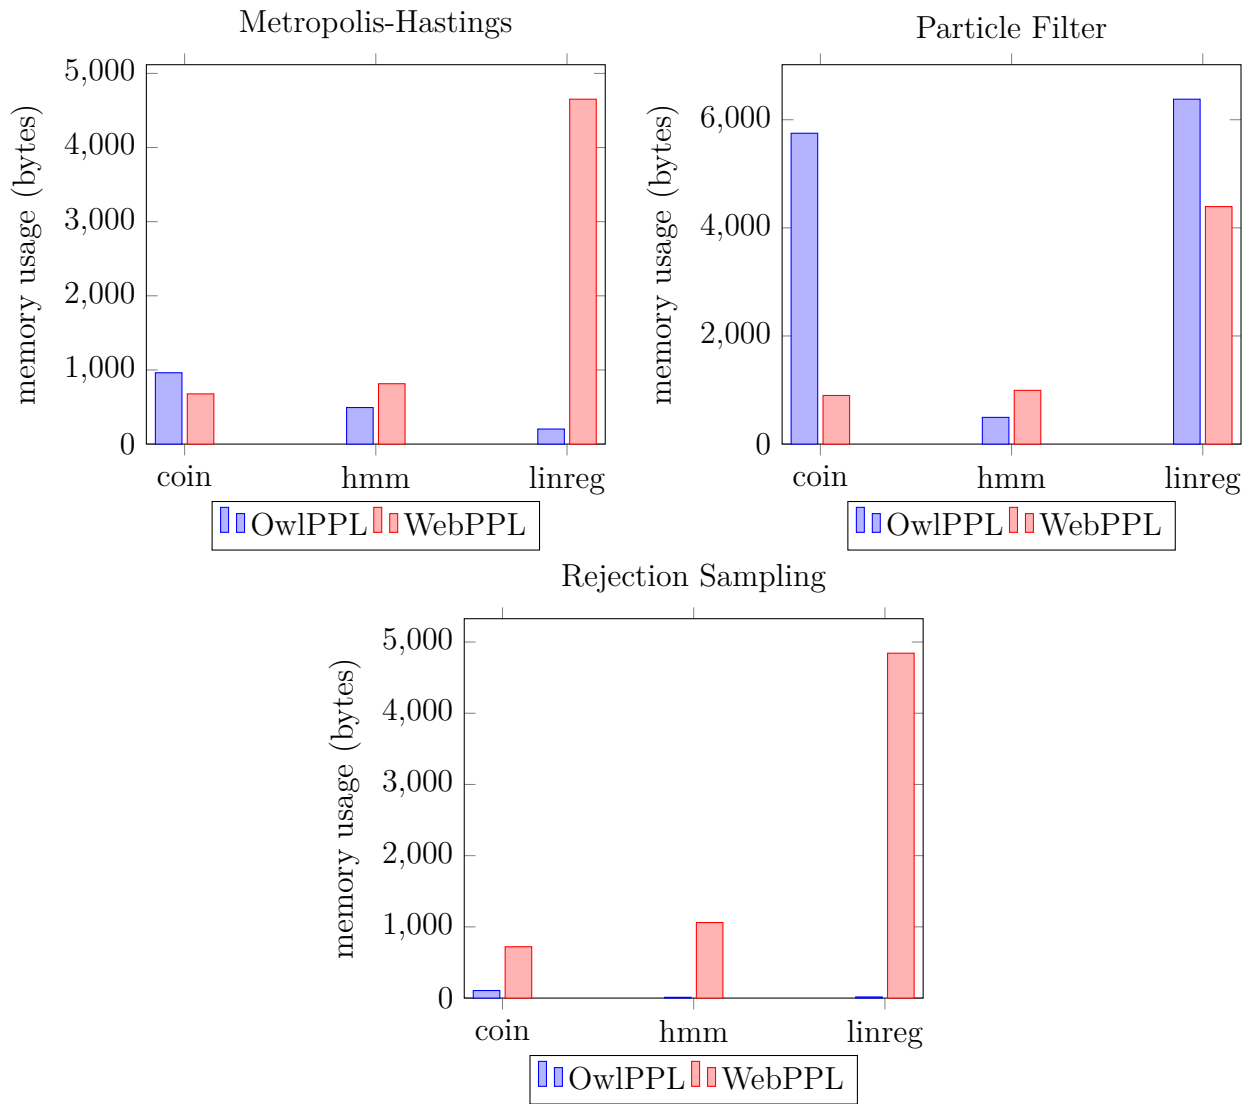 Metropolis-Hastings
memory usage (bytes)
5,000
4,000
3,000
2,000
1,000
0
coin hmm linreg
OwlPPL WebPPL
Particle Filter
memory usage (bytes)
6,000
4,000
2,000
0
coin hmm linreg
OwlPPL WebPPL
Rejection Sampling
memory usage (bytes)
5,000
4,000
3,000
2,000
1,000
0
coin hmm linreg
OwlPPL WebPPL